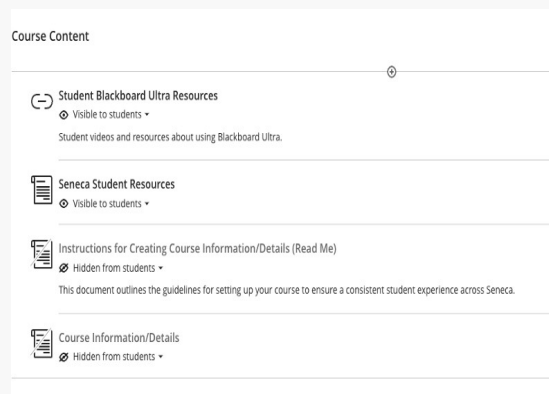 Course Content
Student Blackboard Ultra Resources
Visible to students
Student videos and resources about using Blackboard Ultra.
Seneca Student Resources
Visible to students
Instructions for Creating Course Information/Details (Read Me)
Hidden from students
This document outlines the guidelines for setting up your course to ensure a consistent student experience across Seneca.
Course Information/Details
Hidden from students